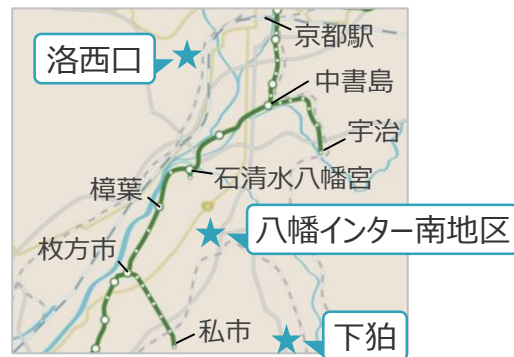 京都駅
洛西口
中書島
宇治
石清水八幡宮
樟葉
八幡インター南地区
枚方市
私市
下狛